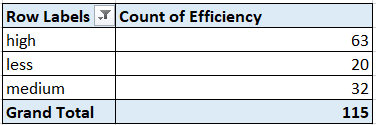 Row Labels Count of Efficiency
high 63
less 20
medium 32
Grand Total 115